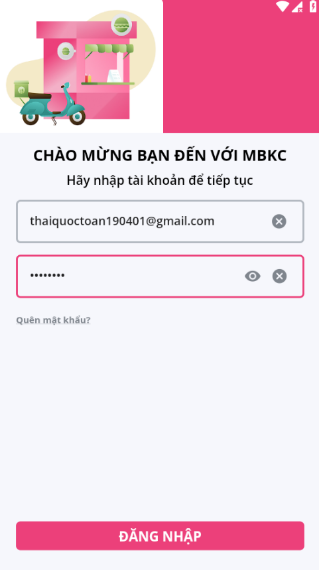 CHÀO MỪNG BẠN ĐẾN VỚI MBKC
Hãy nhập tài khoản để tiếp tục
thaiquoctoan190401@gmail.com
••••••••
Quên mật khẩu?
ĐĂNG NHẬP